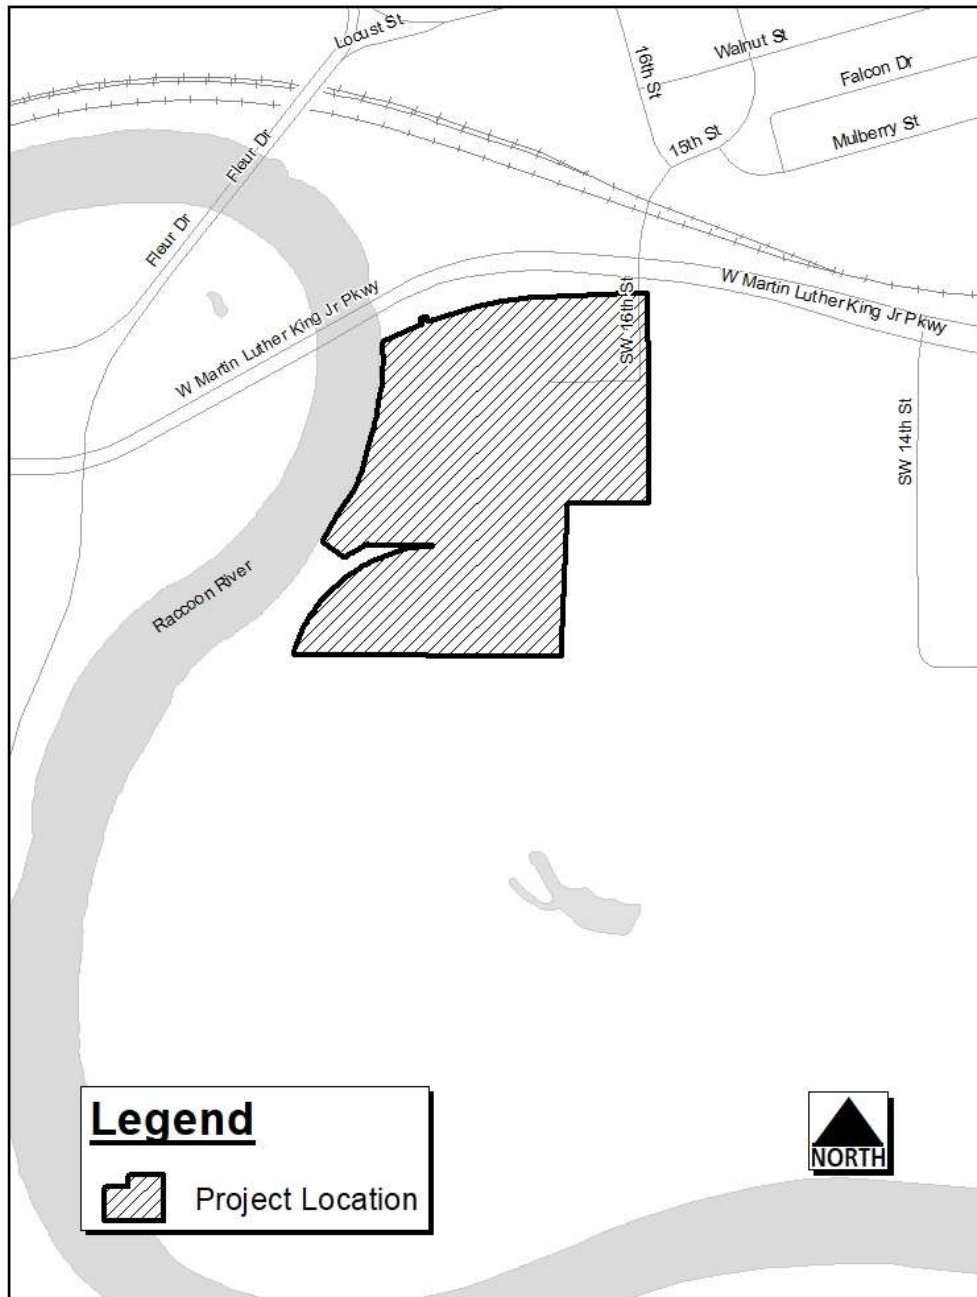 Locust St
Walnut St
16th St
Falcon Dr
15th St
Mulberry St
Fleur Dr
Fleur Dr
W Martin Luther King Jr Pkwy
W Martin Luther King Jr Pkwy
SW 16th St
SW 14th St
Raccoon River
Legend
Project Location
NORTH